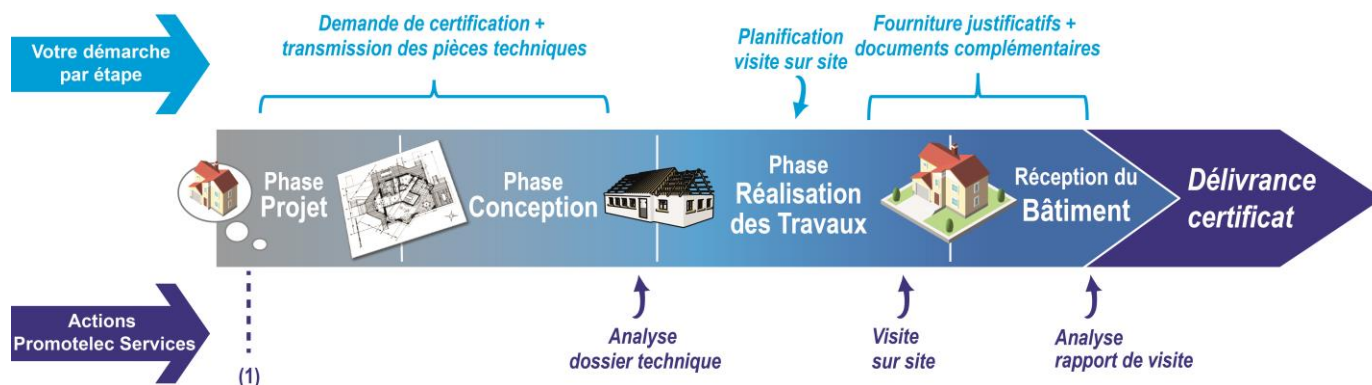 Votre démarche
par étape
Demande de certification +
transmission des pièces techniques
Planification
visite sur site
Fourniture justificatifs +
documents complémentaires
Phase
Projet
Phase
Conception
Phase
Réalisation
des Travaux
Réception du
Bâtiment
Délivrance
certificat
Actions
Promotelec Services
(1)
Analyse
dossier technique
Visite
sur site
Analyse
rapport de visite